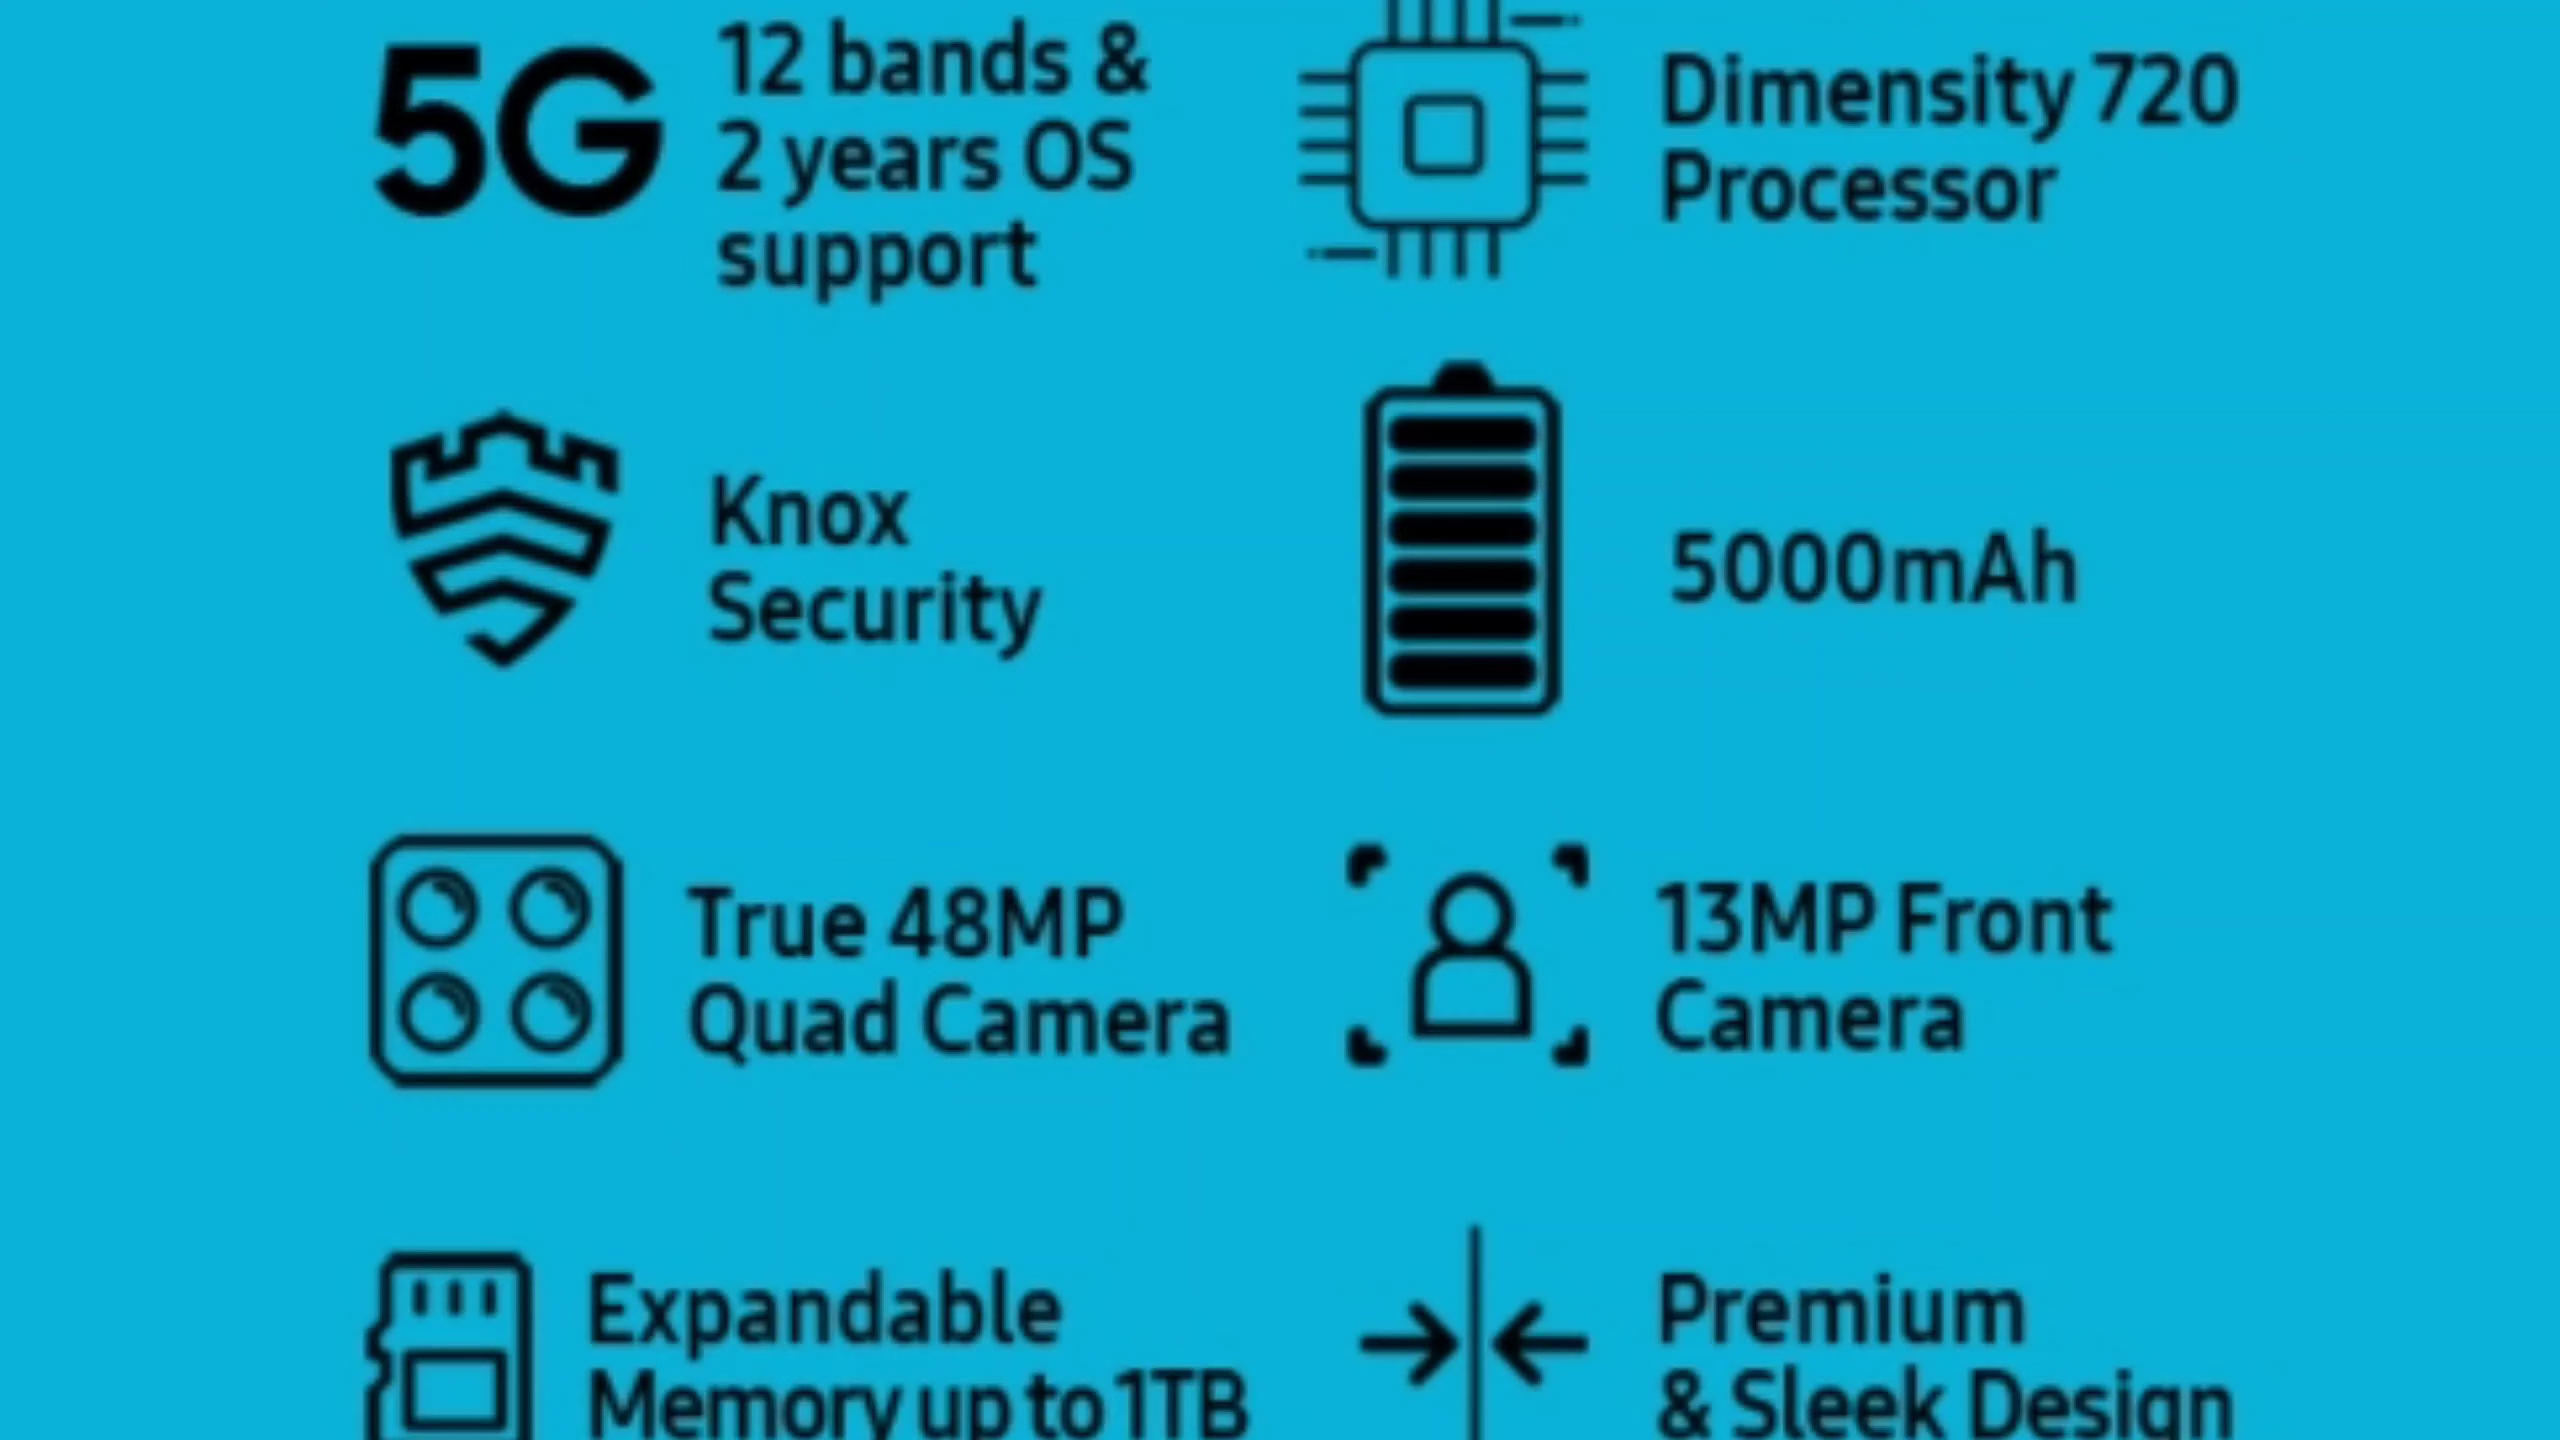 5G
12 bands &
2 years OS
support
Dimensity 720
Processor
Knox
Security
5000mAh
True 48MP
Quad Camera
13MP Front
Camera
Expandable
Memory up to 1TB
Premium
& Sleek Design